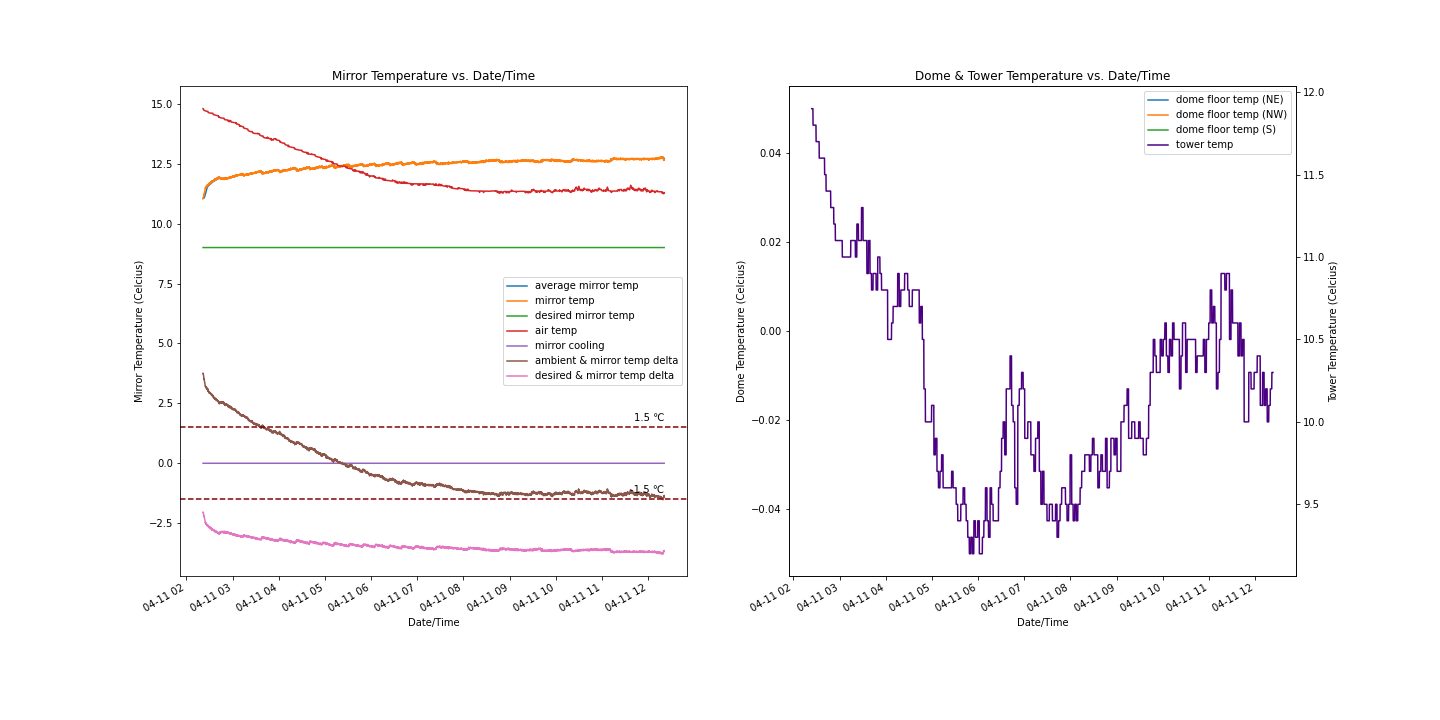 Mirror Temperature vs. Date/Time
Mirror Temperature (Celcius)
15.0
12.5
10.0
7.5
5.0
2.5
0.0
−2.5
average mirror temp
mirror temp
desired mirror temp
air temp
mirror cooling
ambient & mirror temp delta
desired & mirror temp delta
1.5 °C
-1.5 °C
04-11 02
04-11 03
04-11 04
04-11 05
04-11 06
04-11 07
04-11 08
04-11 09
04-11 10
04-11 11
04-11 12
Date/Time
Dome & Tower Temperature vs. Date/Time
Dome Temperature (Celcius)
0.04
0.02
0.00
−0.02
−0.04
dome floor temp (NE)
dome floor temp (NW)
dome floor temp (S)
tower temp
12.0
11.5
11.0
10.5
10.0
9.5
Tower Temperature (Celcius)
04-11 02
04-11 03
04-11 04
04-11 05
04-11 06
04-11 07
04-11 08
04-11 09
04-11 10
04-11 11
04-11 12
Date/Time